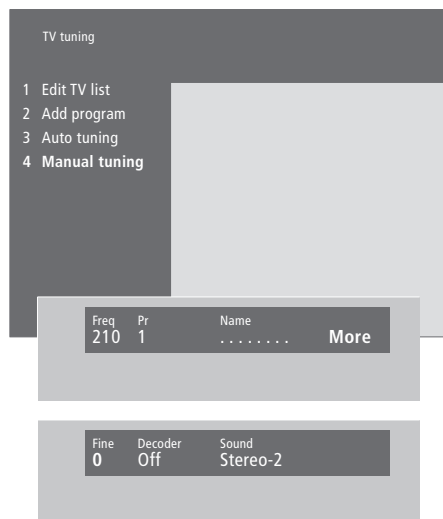 TV tuning
1 Edit TV list
2 Add program
3 Auto tuning
4 Manual tuning
Freq Pr Name
210 1 ........ More
Fine Decoder Sound
0 Off Stereo-2